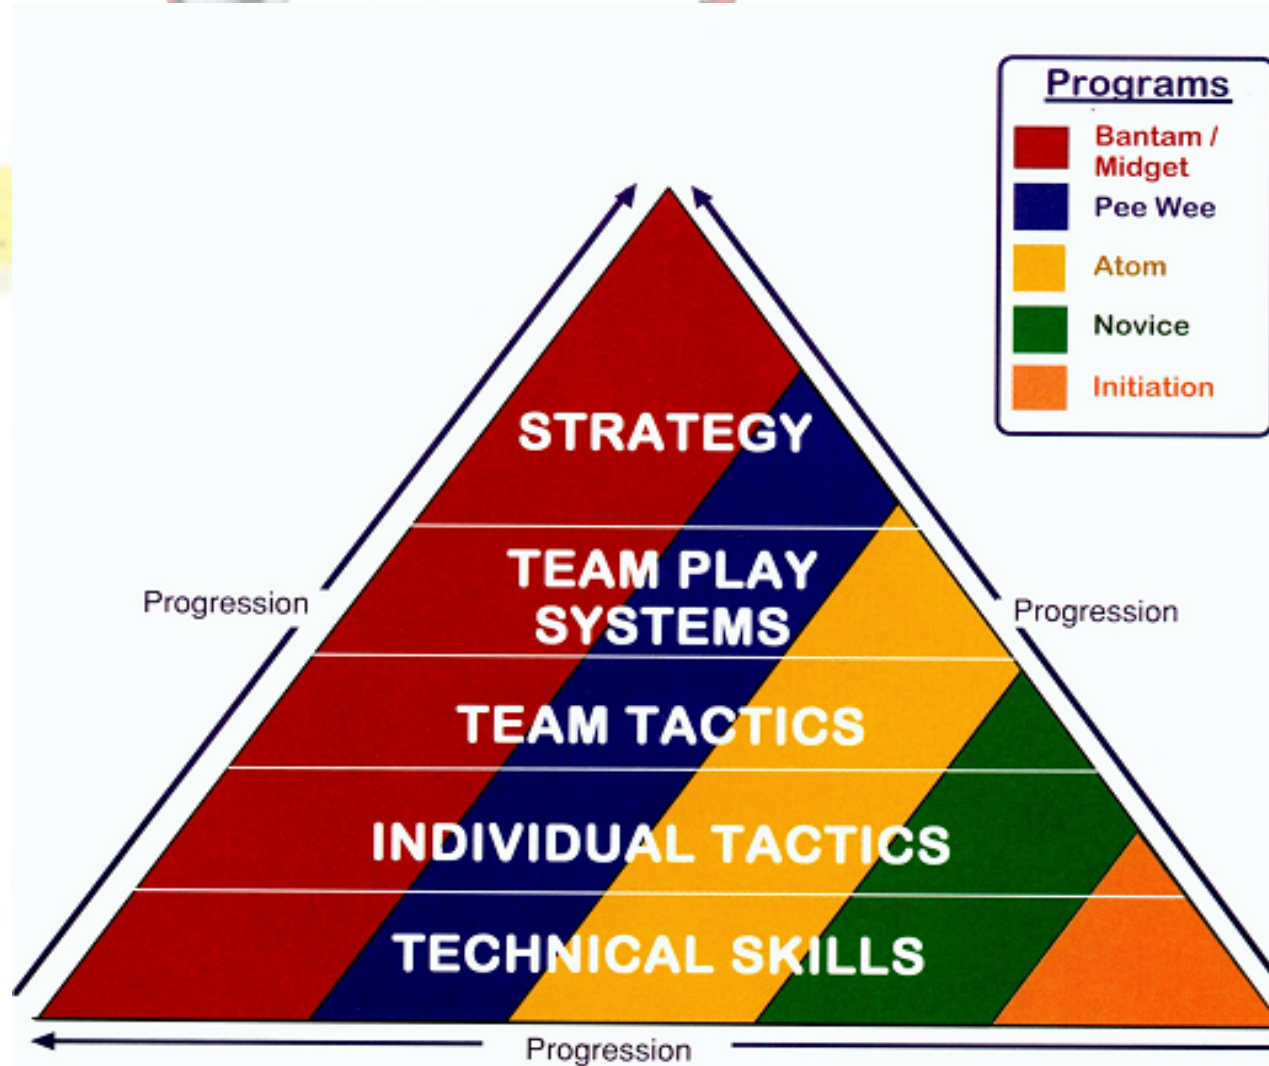 Programs
Bantam /
Midget
Pee Wee
Atom
Novice
Initiation
STRATEGY
TEAM PLAY
SYSTEMS
Progression
Progression
TEAM TACTICS
INDIVIDUAL TACTICS
TECHNICAL SKILLS
Progression